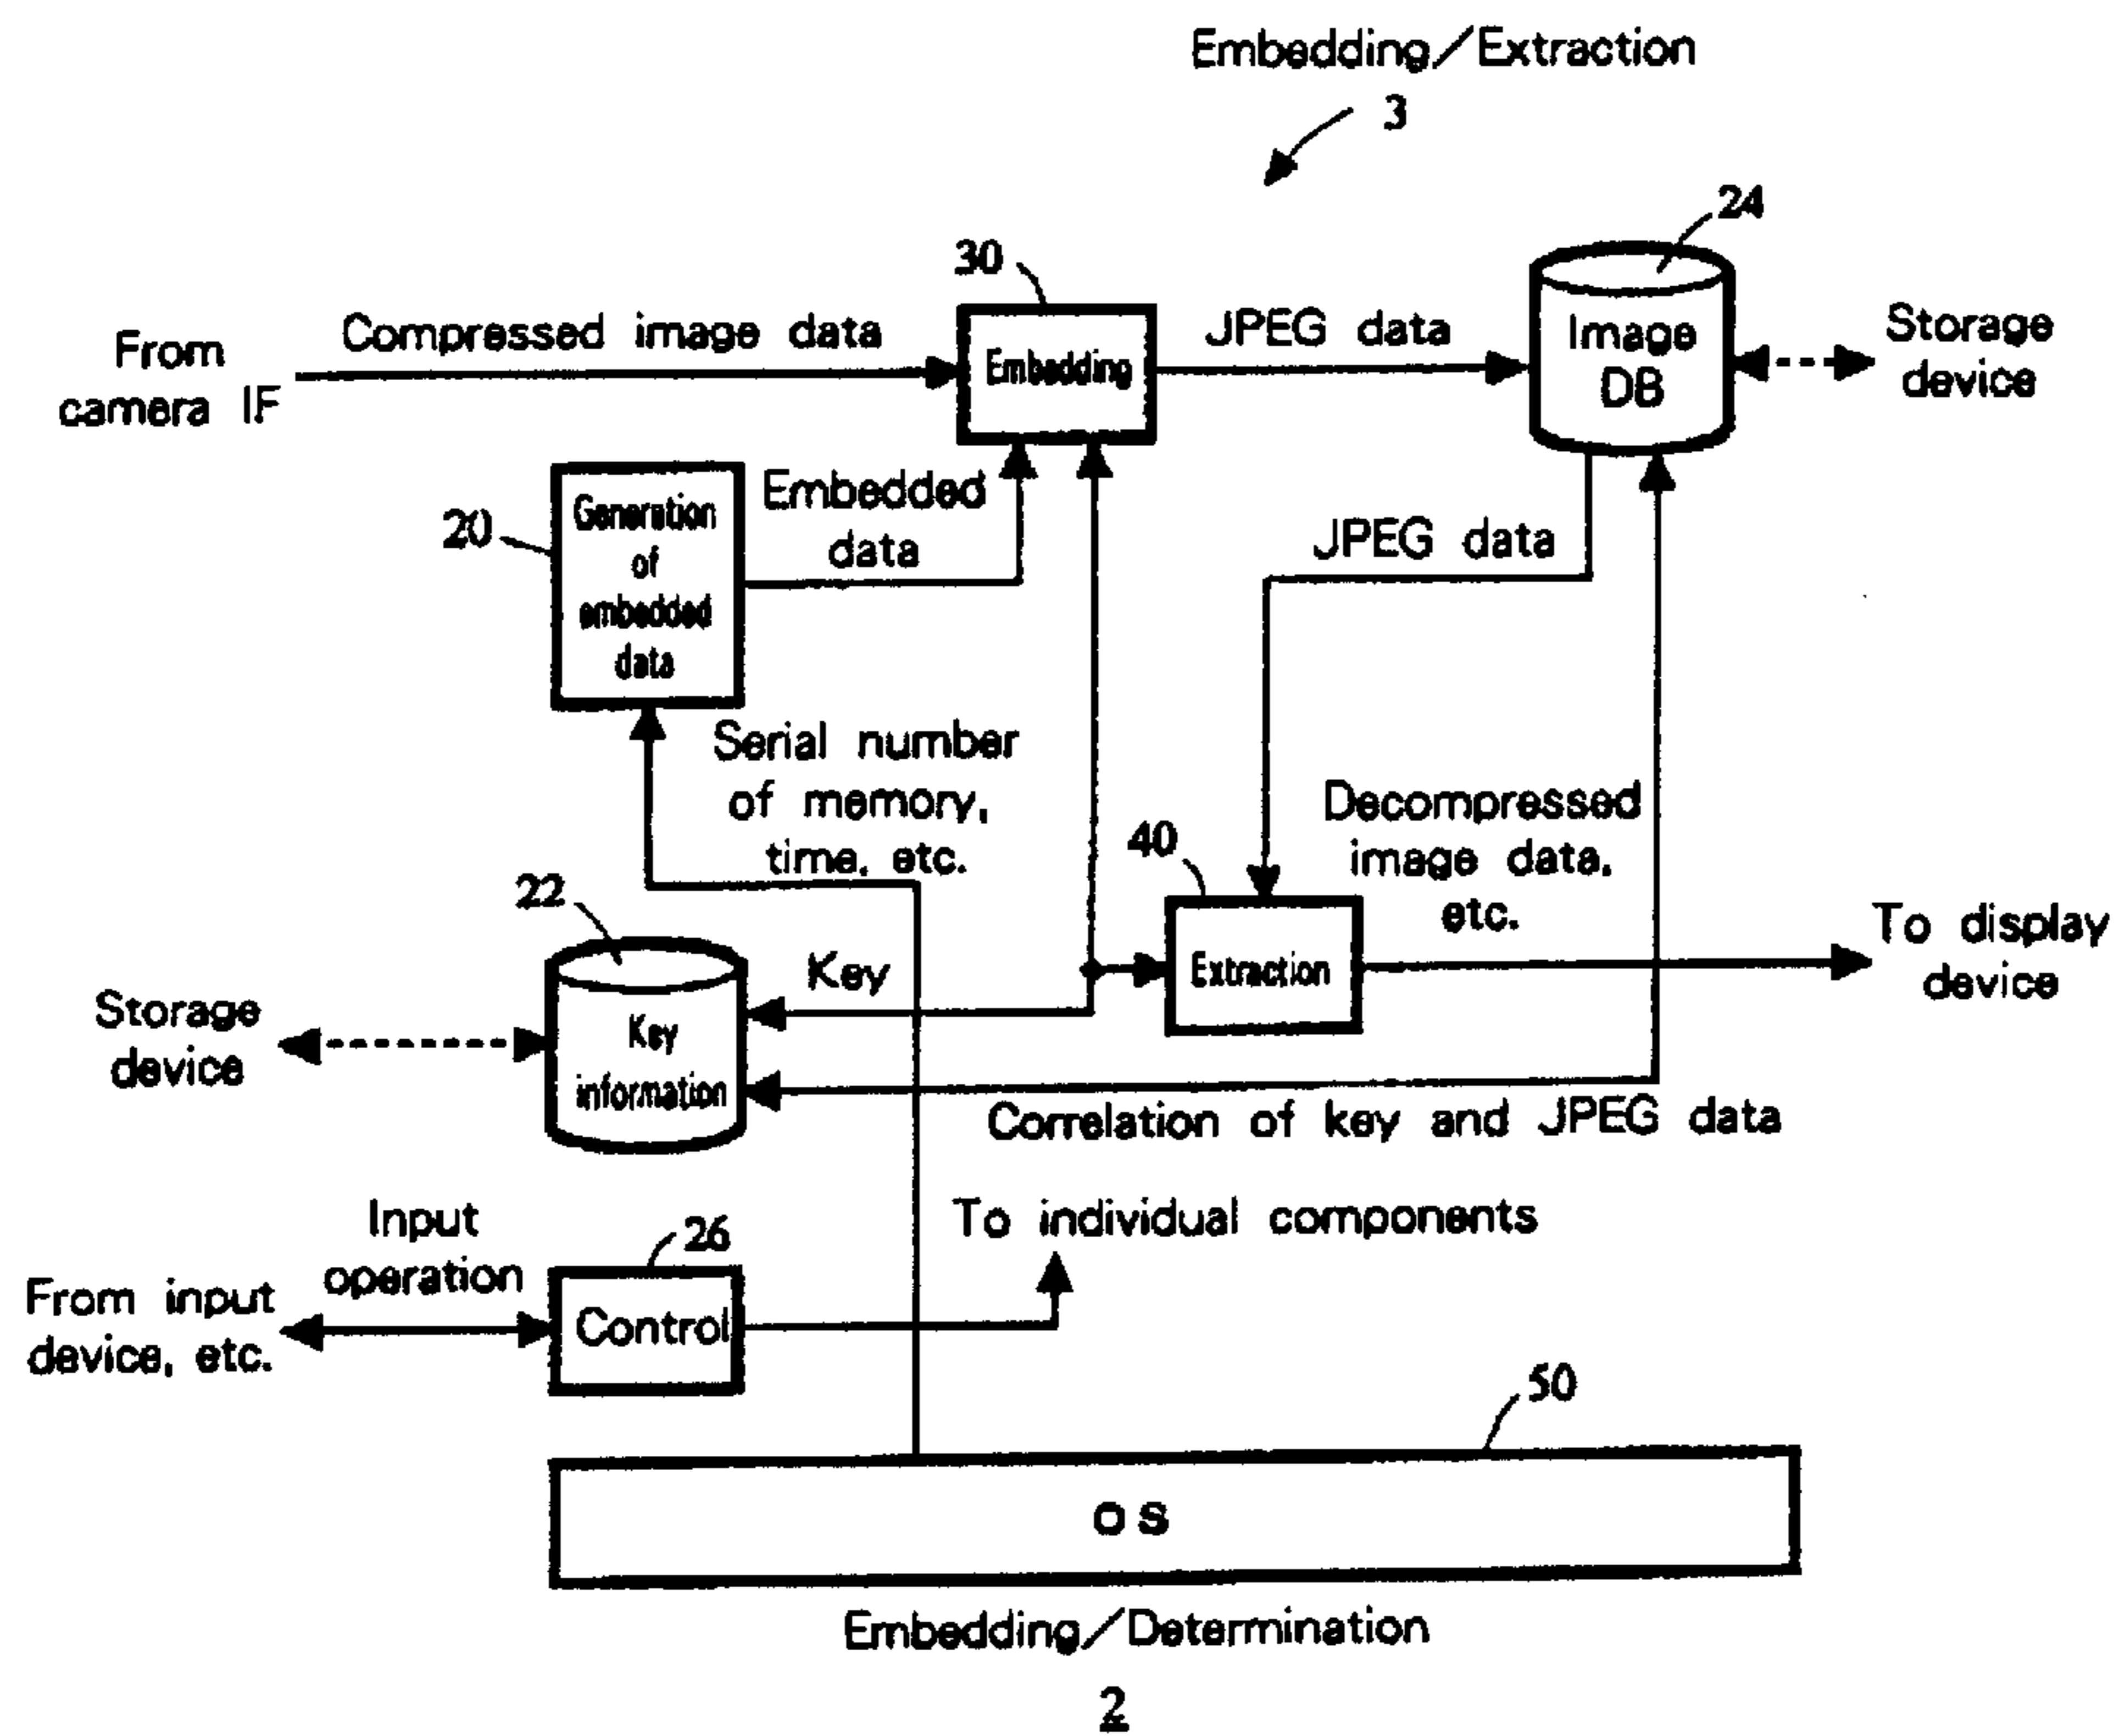 Embedding/Extraction
3
24
30
From
camera IF
Compressed image data
Embedding
JPEG data
Image
DB
Storage
device
20
Generation
of
embedded
data
Embedded
data
JPEG data
Serial number
of memory,
time, etc.
40
Decompressed
image data,
etc.
22
Key
Extraction
To display
device
Storage
device
Key
information
Correlation of key and JPEG data
Input
operation
26
To individual components
From input
device, etc.
Control
50
OS
Embedding/Determination
2